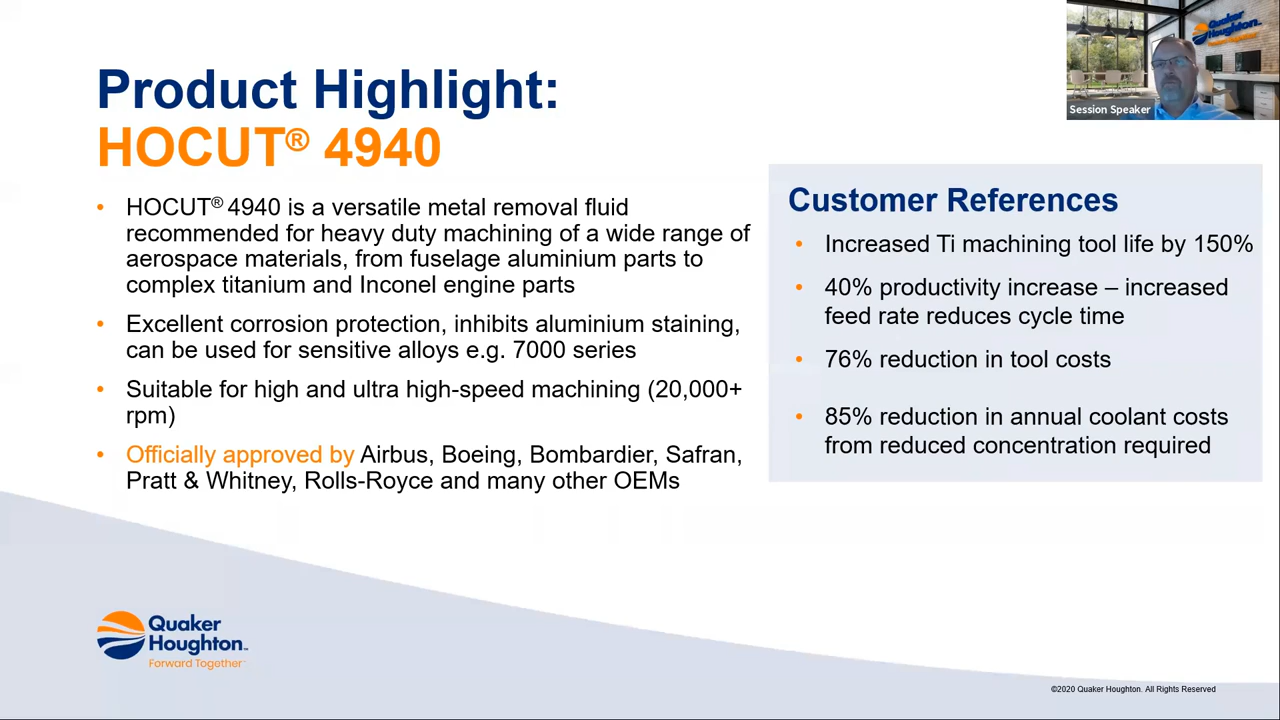 Product Highlight:
HOCUT® 4940
• HOCUT® 4940 is a versatile metal removal fluid
recommended for heavy duty machining of a wide range of
aerospace materials, from fuselage aluminium parts to
complex titanium and Inconel engine parts
• Excellent corrosion protection, inhibits aluminium staining,
can be used for sensitive alloys e.g. 7000 series
• Suitable for high and ultra high-speed machining (20,000+
rpm)
• Officially approved by Airbus, Boeing, Bombardier, Safran,
Pratt & Whitney, Rolls-Royce and many other OEMs
Customer References
• Increased Ti machining tool life by 150%
• 40% productivity increase – increased
feed rate reduces cycle time
• 76% reduction in tool costs
• 85% reduction in annual coolant costs
from reduced concentration required
Quaker
Houghton
Session Speaker
Quaker
Houghton™
Forward Together™
©2020 Quaker Houghton. All Rights Reserved